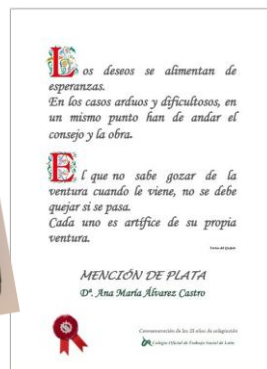 Los deseos se alimentan de
esperanzas.
En los casos arduos y dificultosos, en
un mismo punto han de andar el
consejo y la obra.
El que no sabe gozar de la
ventura cuando le viene, no se debe
quejar si se pasa.
Cada uno es artífice de su propia
ventura.
MENCIÓN DE PLATA
Dª. Ana María Álvarez Castro
Conmemoración de los 25 años de colegiación
Colegio Oficial de Trabajo Social de León